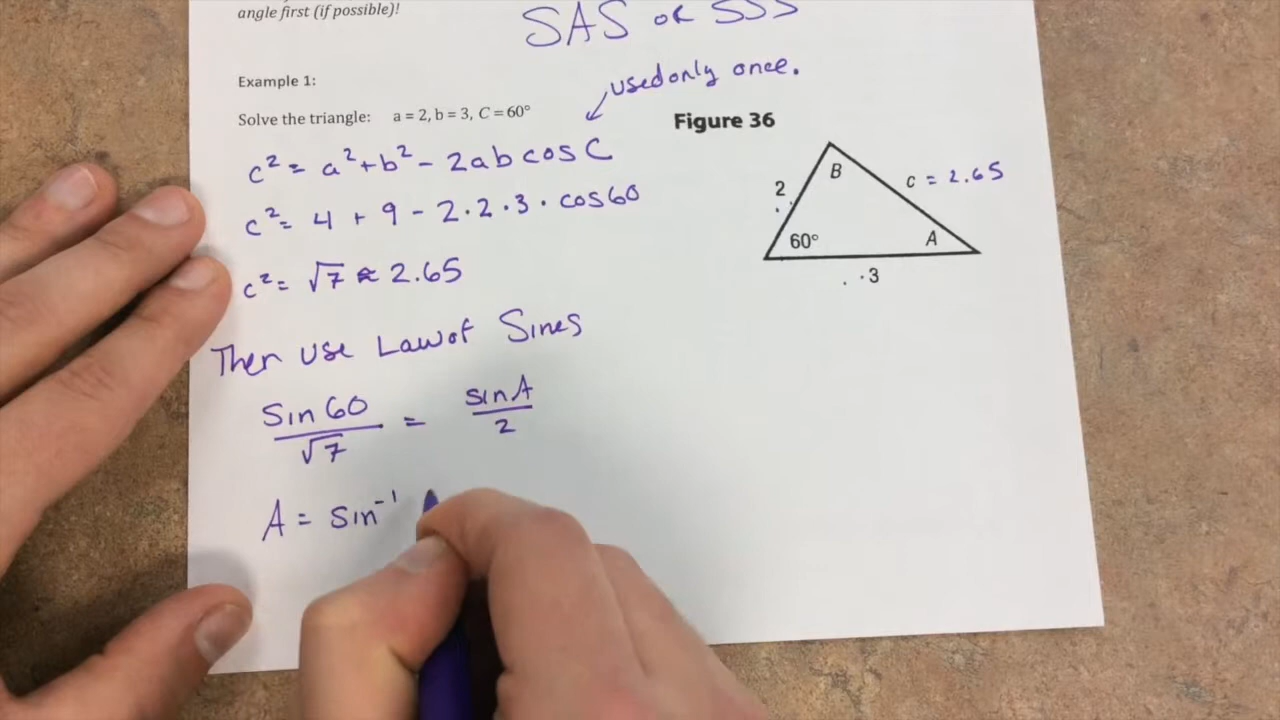 angle first (if possible)!
SAS or SSS
Example 1:
used only once.
Solve the triangle: a = 2, b = 3, C = 60°
Figure 36
c² = a² + b² - 2ab cos C
B
2
c = 2.65
c² = 4 + 9 - 2·2·3·cos60
60°
A
3
c² = √7 ≈ 2.65
Then use Law of Sines
sin 60 / √7 = sin A / 2
A = sin⁻¹